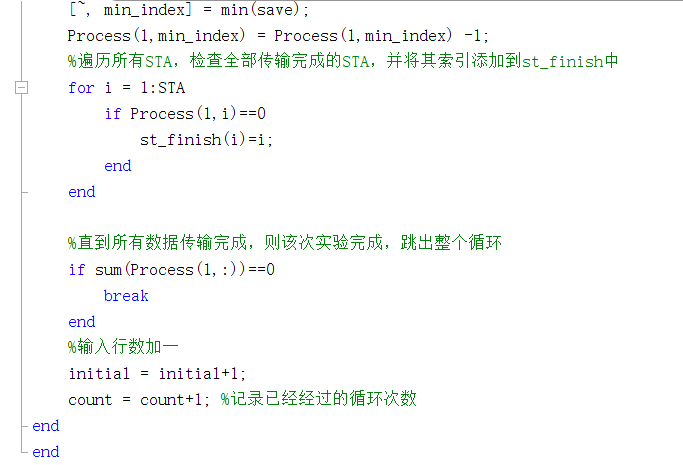 [~, min_index] = min(save);
Process(1,min_index) = Process(1,min_index) -1;
%遍历所有STA，检查全部传输完成的STA，并将其索引添加到st_finish中
for i = 1:STA
if Process(1,i)==0
st_finish(i)=i;
end
end
%直到所有数据传输完成，则该次实验完成，跳出整个循环
if sum(Process(1,:))==0
break
end
%输入行数加一
initial = initial+1;
count = count+1; %记录已经经过的循环次数
end
end